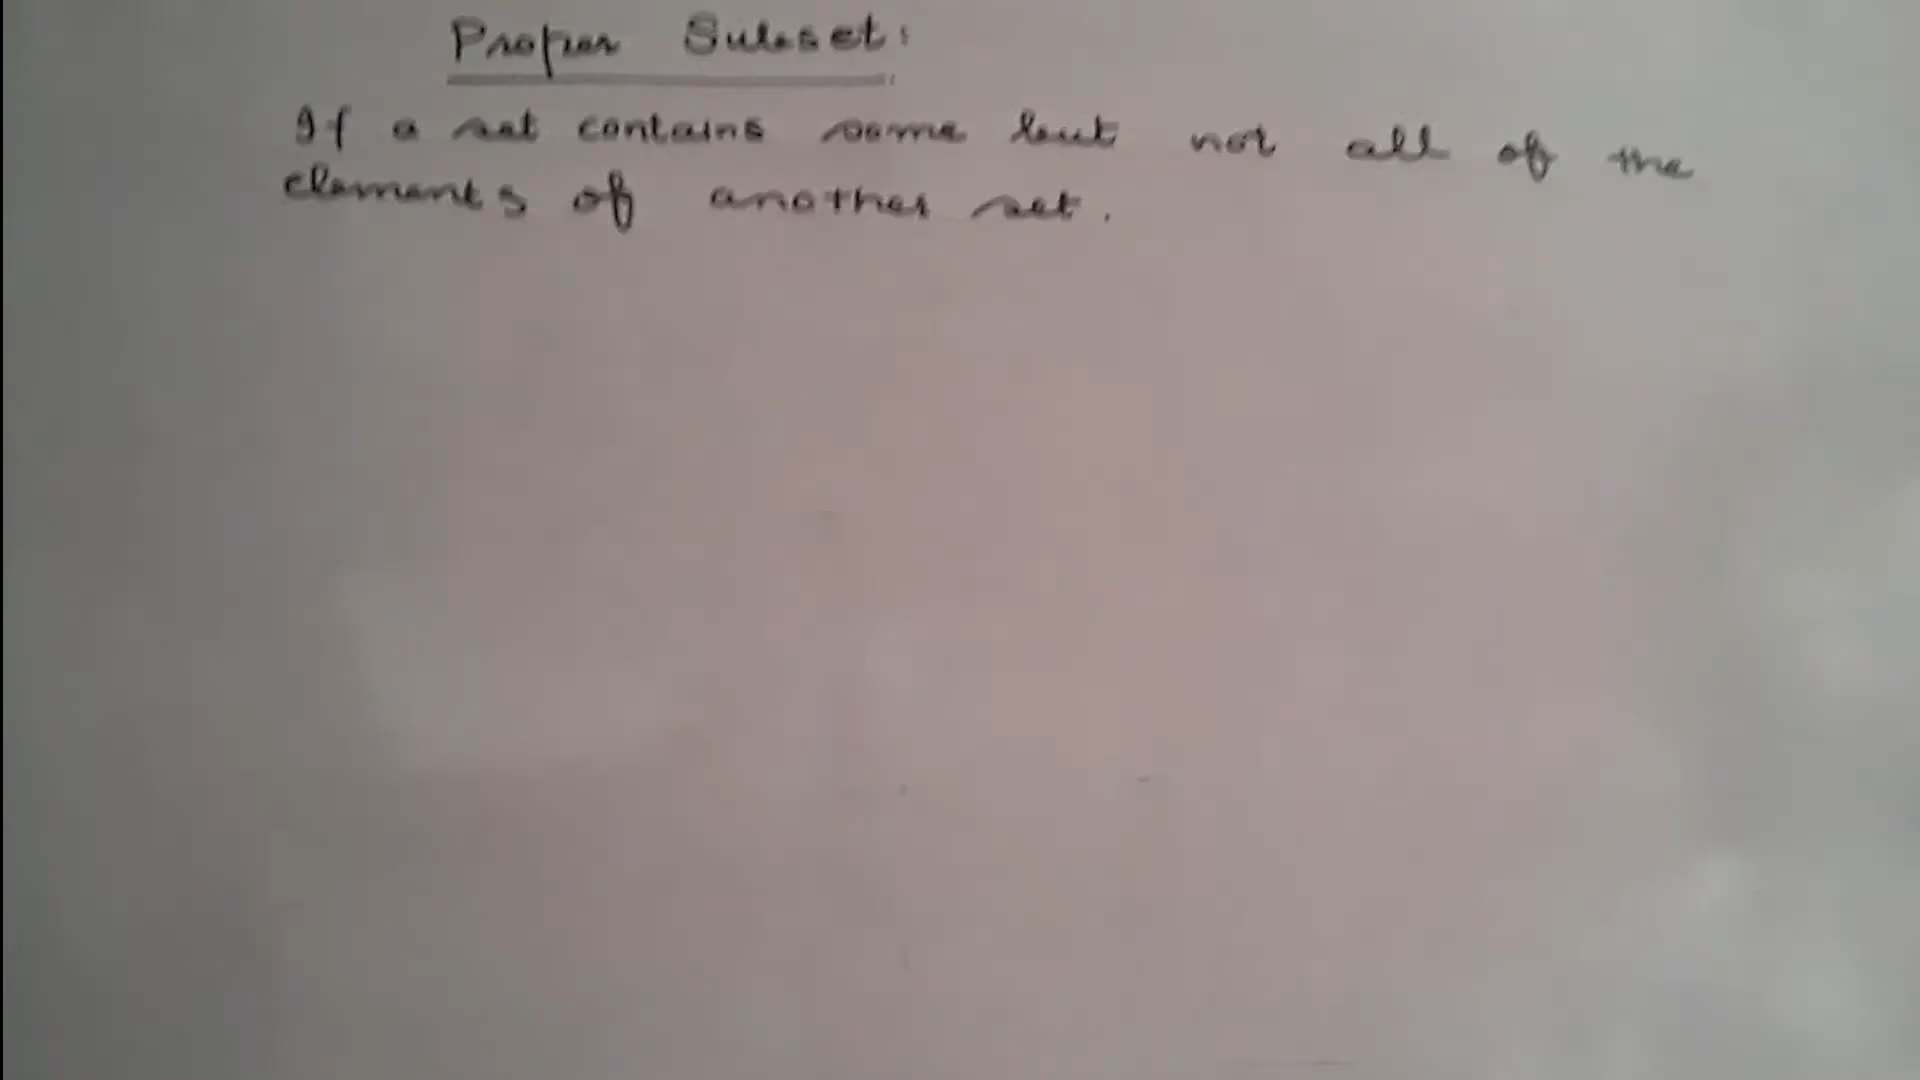 Proper Subset:
If a set contains some but not all of the
elements of another set.